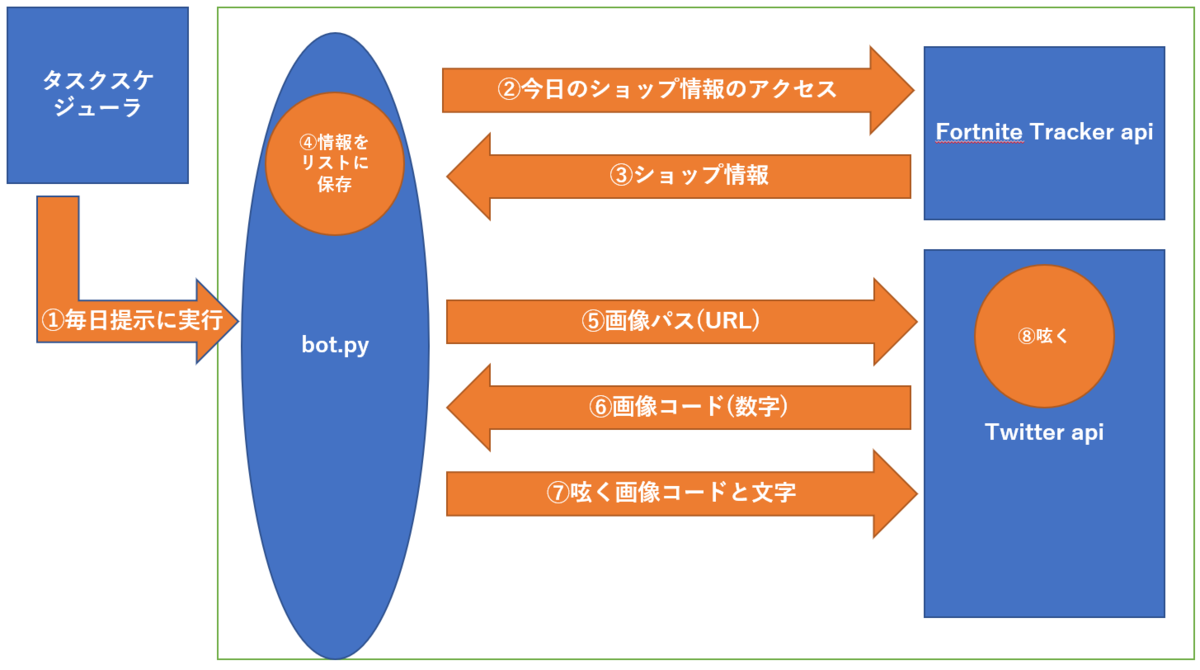 タスクスケ
ジューラ
①毎日提示に実行
④情報を
リストに
保存
bot.py
②今日のショップ情報のアクセス
③ショップ情報
Fortnite Tracker api
⑤画像パス(URL)
⑥画像コード(数字)
⑦呟く画像コードと文字
⑧呟く
Twitter api